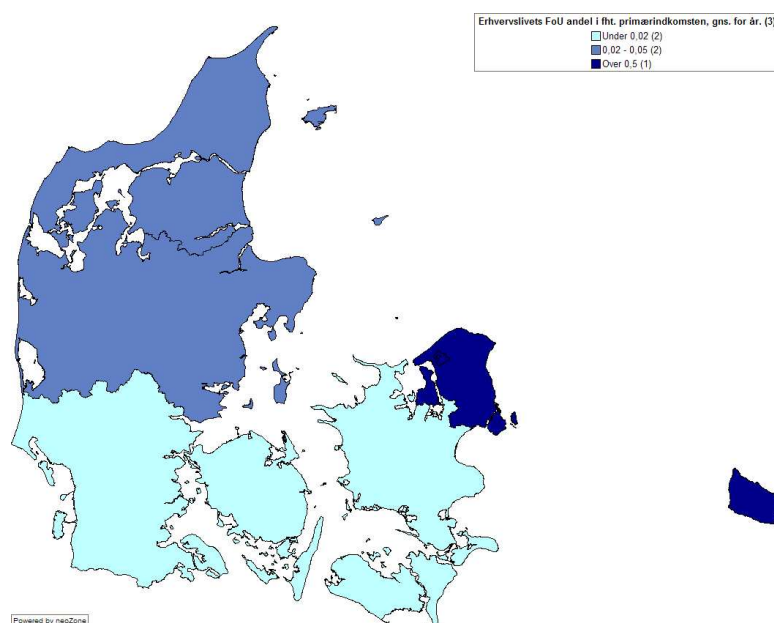 Erhvervslivets FoU andel i fht. primærindkomsten, gns. for år. (3)
Under 0,02 (2)
0,02 - 0,05 (2)
Over 0,5 (1)
Powered by neoZone